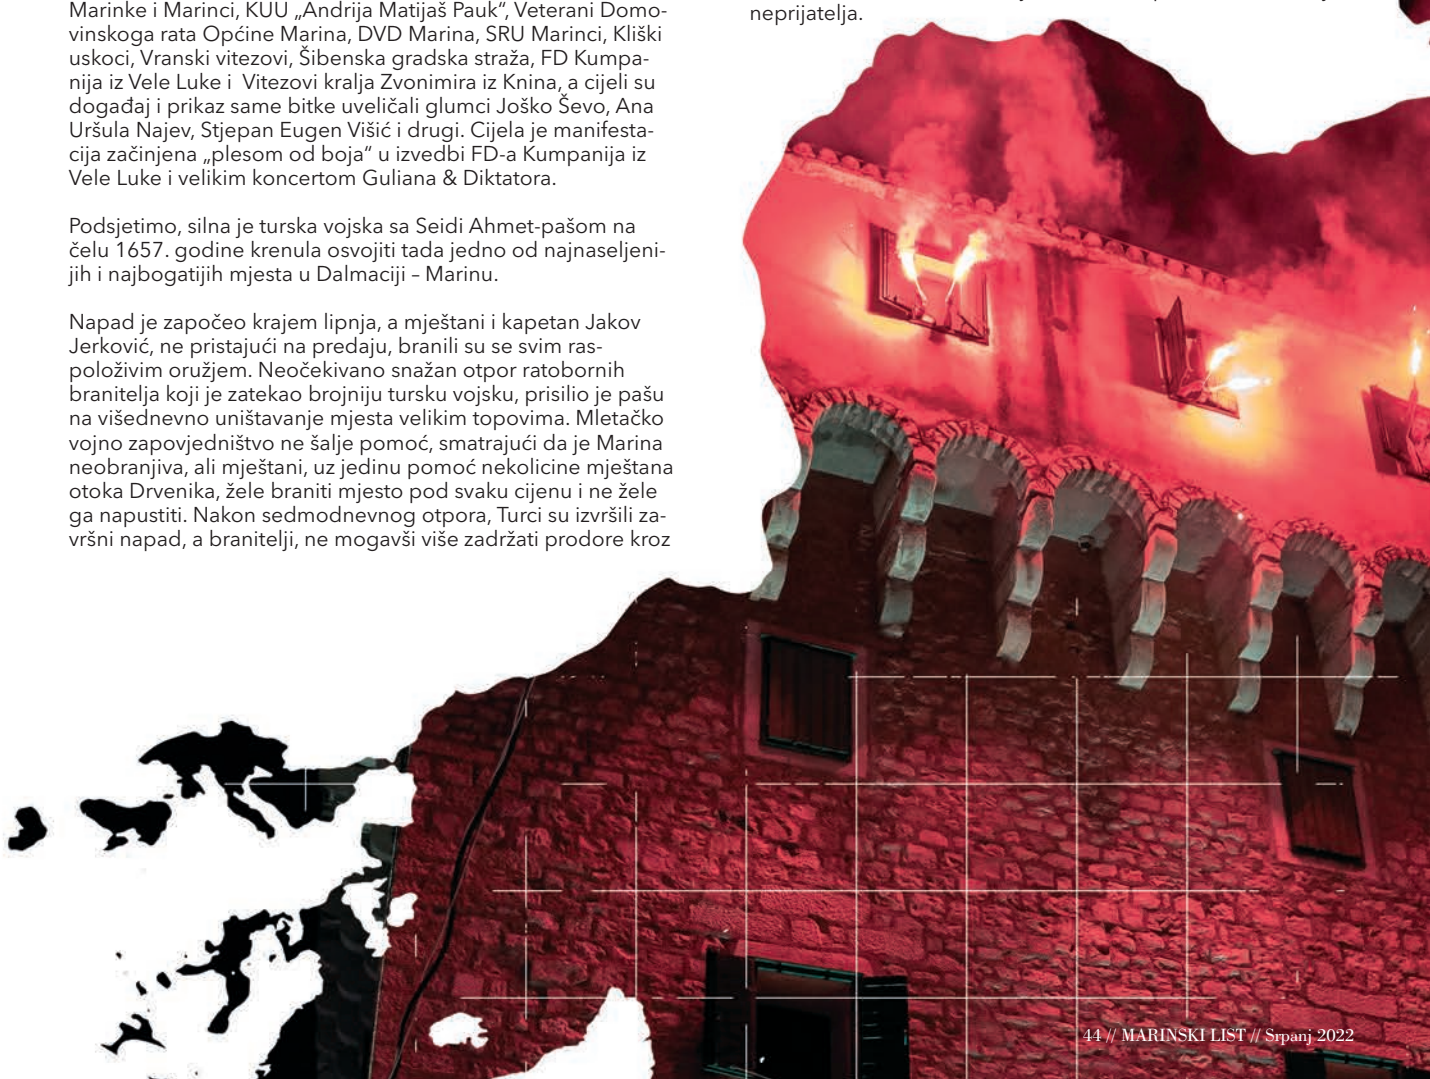 Marinke i Marinci, KUU „Andrija Matijaš Pauk“, Veterani Domo-
vinskoga rata Općine Marina, DVD Marina, SRU Marinci, Kliški
uskoci, Vranski vitezovi, Šibenska gradska straža, FD Kumpa-
nija iz Vele Luke i Vitezovi kralja Zvonimira iz Knina, a cijeli su
događaj i prikaz same bitke uveličali glumci Joško Ševo, Ana
Uršula Najev, Stjepan Eugen Višić i drugi. Cijela je manifesta-
cija začinjena „plesom od boja“ u izvedbi FD-a Kumpanija iz
Vele Luke i velikim koncertom Guliana & Diktatora.
Podsjetimo, silna je turska vojska sa Seidi Ahmet-pašom na
čelu 1657. godine krenula osvojiti tada jedno od najnaseljeni-
jih i najbogatijih mjesta u Dalmaciji – Marinu.
Napad je započeo krajem lipnja, a mještani i kapetan Jakov
Jerković, ne pristajući na predaju, branili su se svim ras-
položivim oružjem. Neočekivano snažan otpor ratobornih
branitelja koji je zatekao brojniju tursku vojsku, prisilio je pašu
na višednevno uništavanje mjesta velikim topovima. Mletačko
vojno zapovjedništvo ne šalje pomoć, smatrajući da je Marina
neobranjiva, ali mještani, uz jedinu pomoć nekolicine mještana
otoka Drvenika, žele braniti mjesto pod svaku cijenu i ne žele
ga napustiti. Nakon sedmodnevnog otpora, Turci su izvršili za-
vršni napad, a branitelji, ne mogavši više zadržati prodore kroz
neprijatelja.
44 // MARINSKI LIST // Srpanj 2022